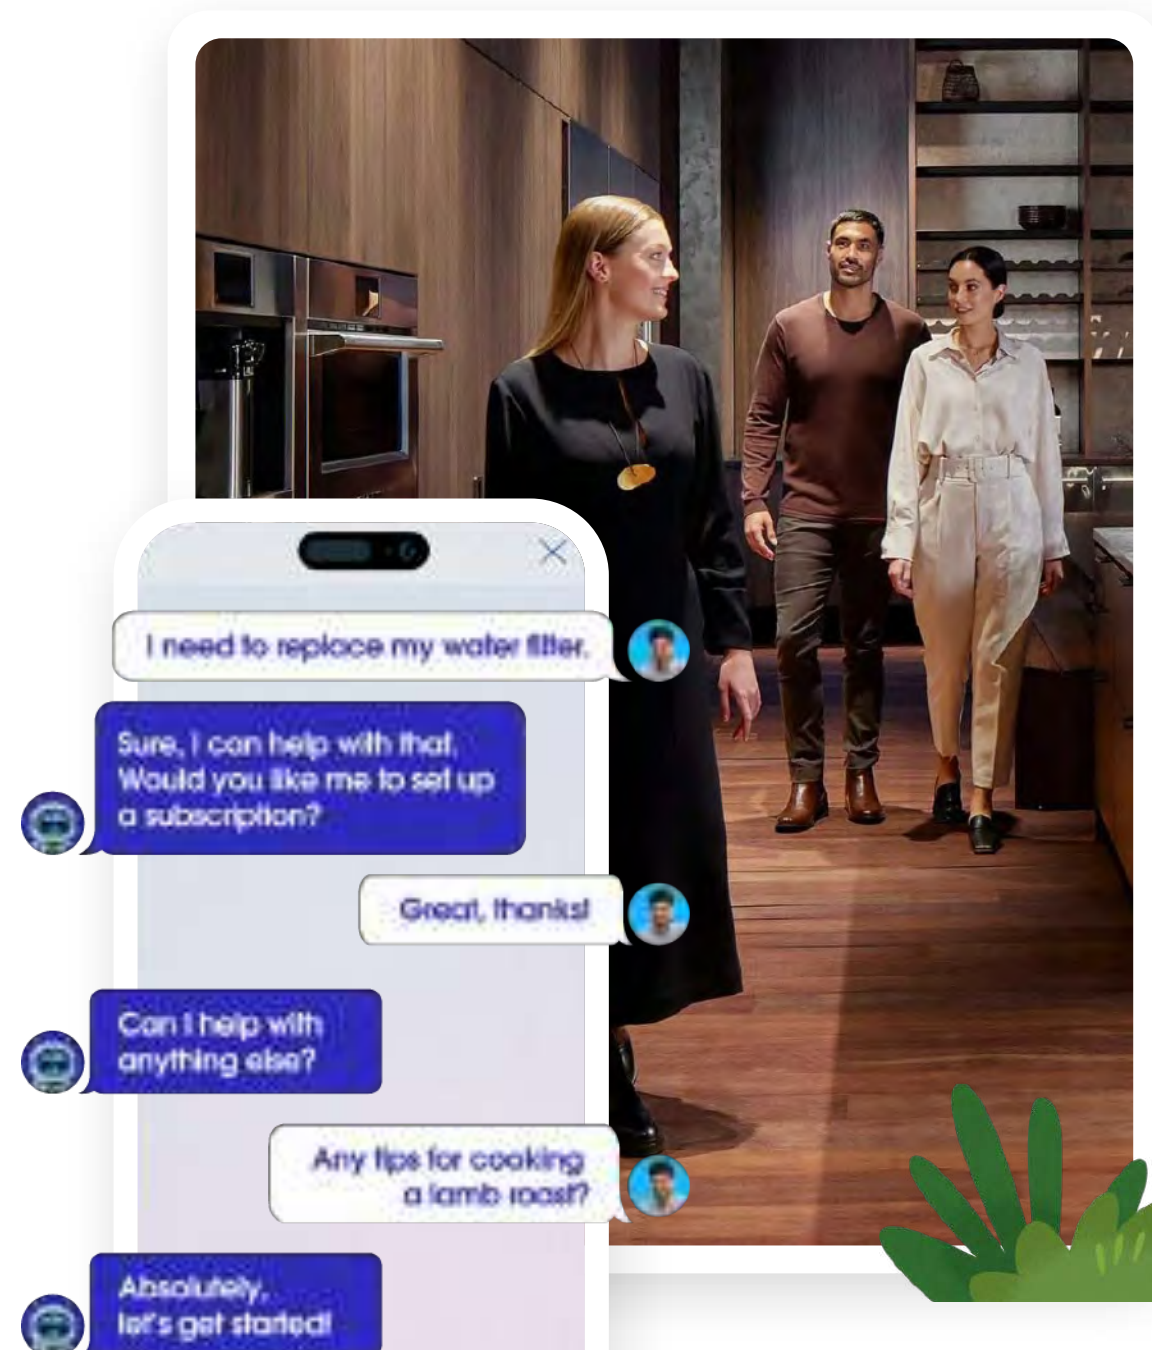 I need to replace my water filter.
Sure, I can help with that.
Would you like me to set up
a subscription?
Great, thanks!
Can I help with
anything else?
Any tips for cooking
a lamb roast?
Absolutely,
let's get started!